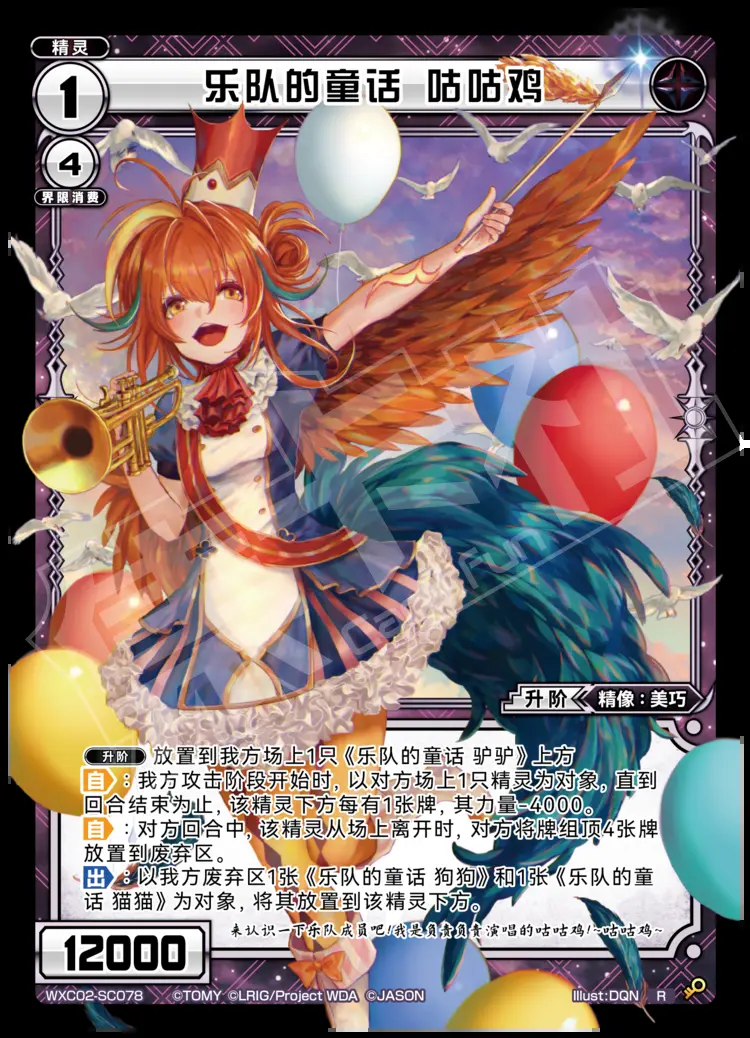 精灵
1
乐队的童话 咕咕鸡
4
界限消费
升阶 精像：美巧
升阶 放置到我方场上1只《乐队的童话 驴驴》上方
自：我方攻击阶段开始时，以对方场上1只精灵为对象，直到
回合结束为止，该精灵下方每有1张牌，其力量-4000。
自：对方回合中，该精灵从场上离开时，对方将牌组顶4张牌
放置到废弃区。
出：以我方废弃区1张《乐队的童话 狗狗》和1张《乐队的童
话 猫猫》为对象，将其放置到该精灵下方。
来认识一下乐队成员吧！我是负责负责演唱的咕咕鸡！~咕咕鸡~
12000
WXC02-SC078 ©TOMY ©LRIG/Project WDA ©JASON Illust:DQN R